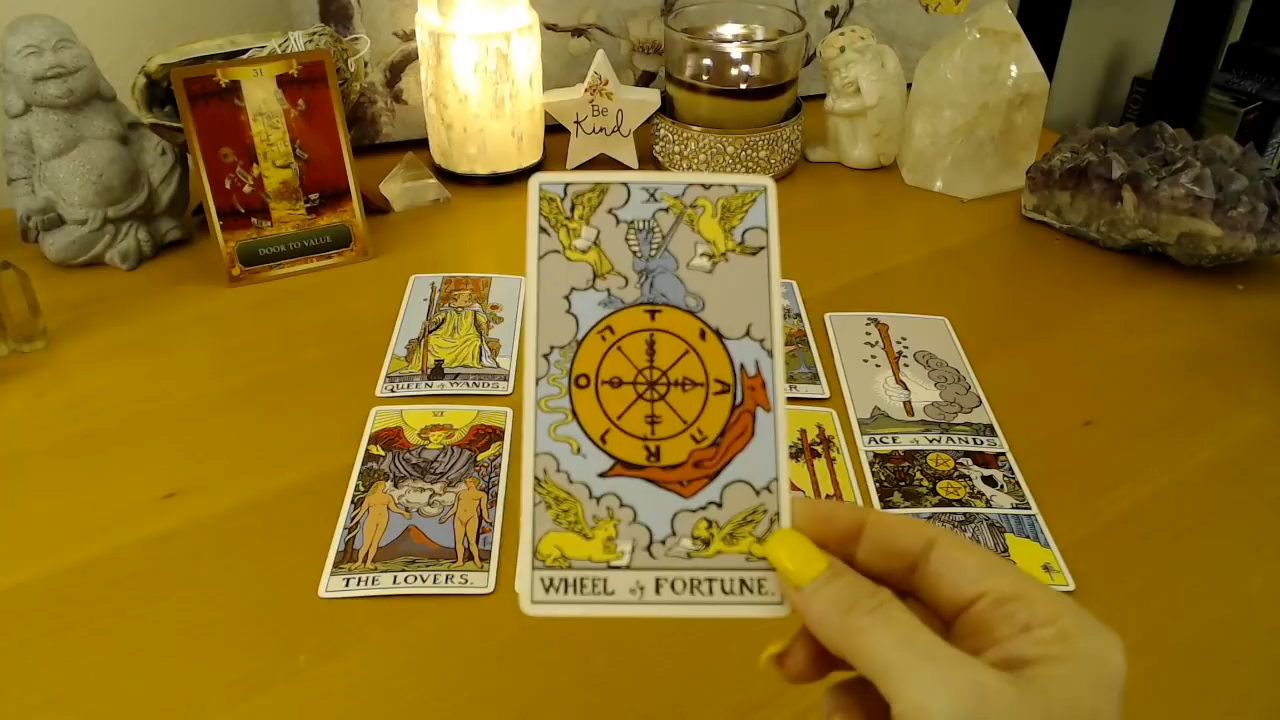 31
DOOR TO VALUE
Be
Kind
X
T
A
R
O
ה
ו
ה
י
WHEEL of FORTUNE.
QUEEN of WANDS.
R.
VI
THE LOVERS.
ACE of WANDS.